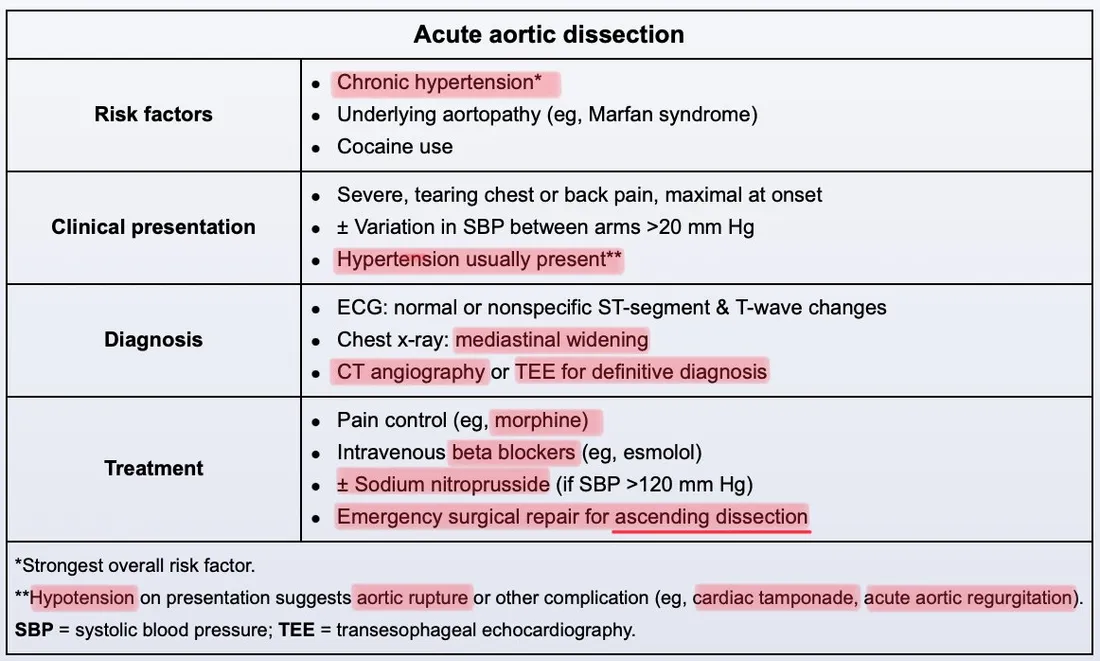 Acute aortic dissection
Risk factors
• Chronic hypertension*
• Underlying aortopathy (eg, Marfan syndrome)
• Cocaine use
Clinical presentation
• Severe, tearing chest or back pain, maximal at onset
• ± Variation in SBP between arms >20 mm Hg
• Hypertension usually present**
Diagnosis
• ECG: normal or nonspecific ST-segment & T-wave changes
• Chest x-ray: mediastinal widening
• CT angiography or TEE for definitive diagnosis
Treatment
• Pain control (eg, morphine)
• Intravenous beta blockers (eg, esmolol)
• ± Sodium nitroprusside (if SBP >120 mm Hg)
• Emergency surgical repair for ascending dissection
*Strongest overall risk factor.
**Hypotension on presentation suggests aortic rupture or other complication (eg, cardiac tamponade, acute aortic regurgitation).
SBP = systolic blood pressure; TEE = transesophageal echocardiography.